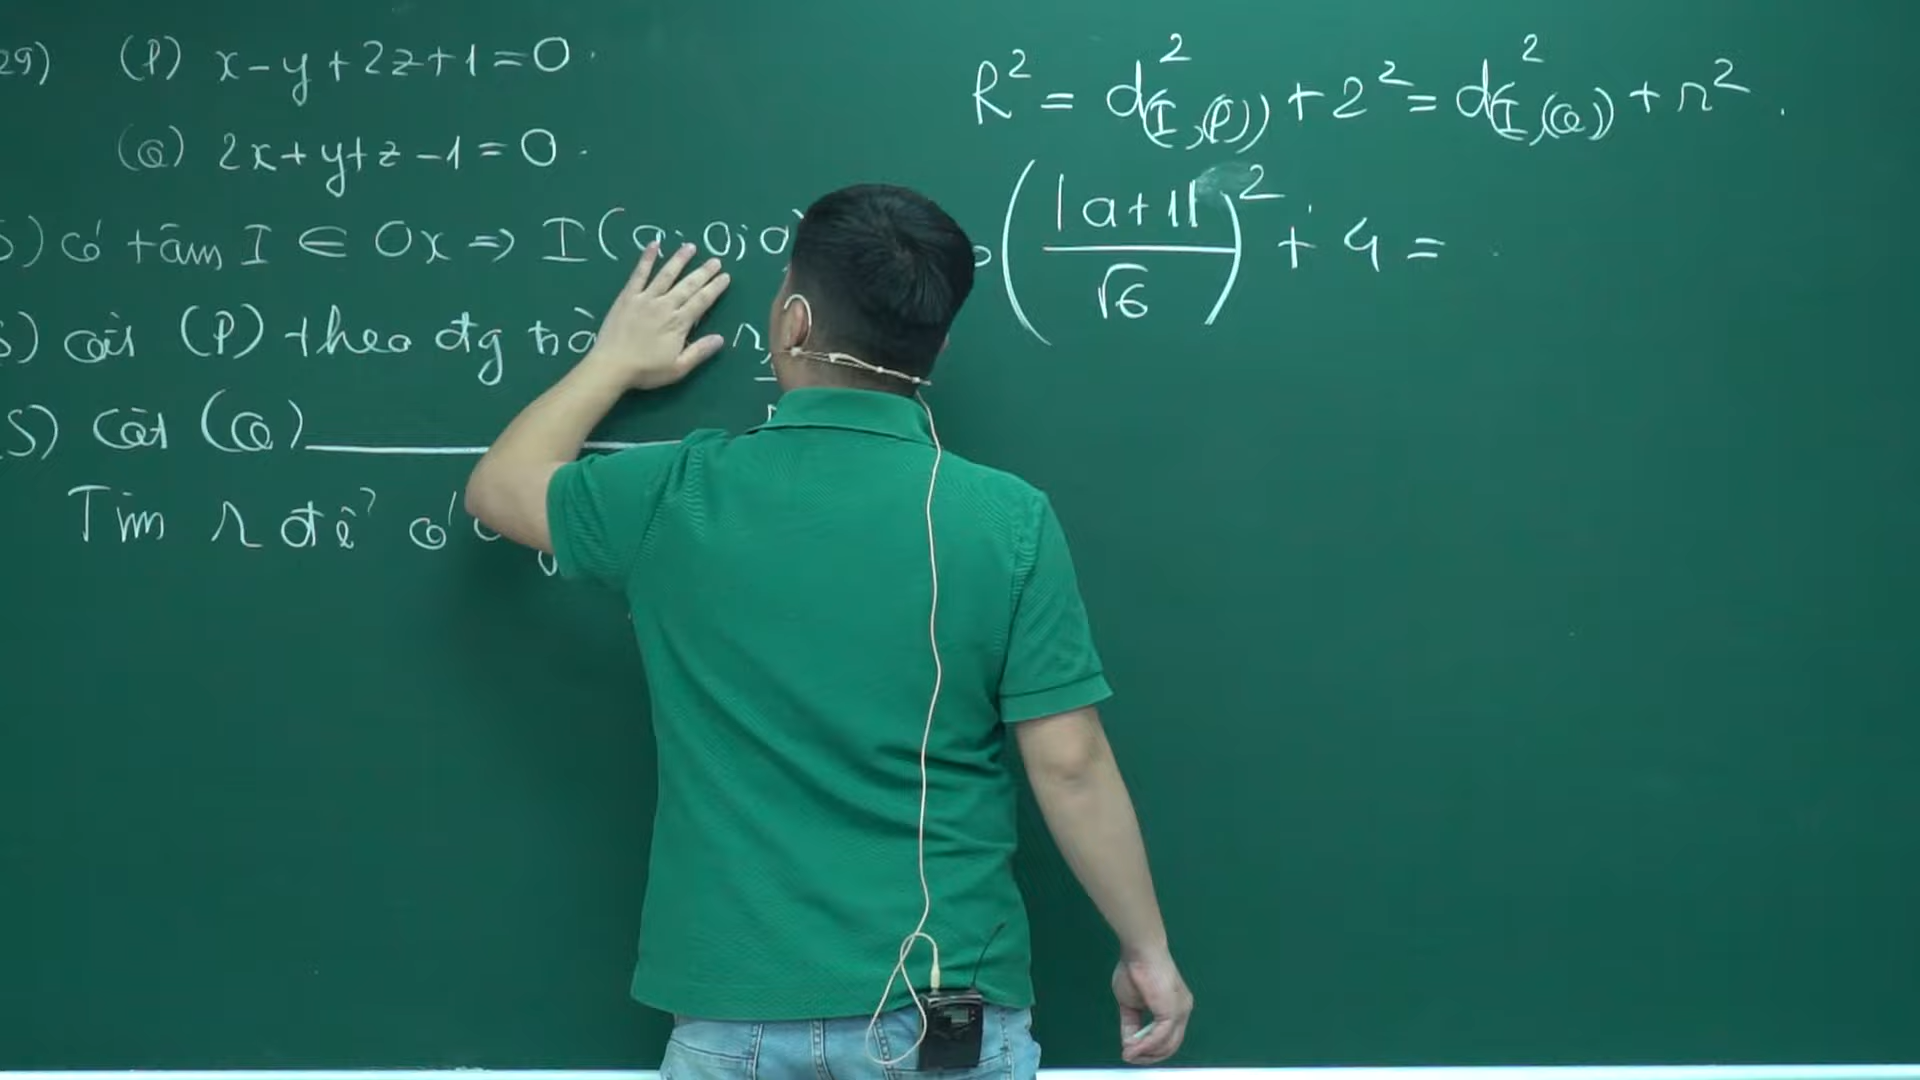 29) (P) x-y+2z+1=0.
(Q) 2x+y+z-1=0.
S) có tâm I ∈ Ox ⇒ I(a; 0; 0
S) cắt (P) theo đg r
S) cắt (Q)
Tìm r để có
R² = d²(I,(P)) + 2² = d²(I,(Q)) + r².
(|a+1|/√6)² + 4 =